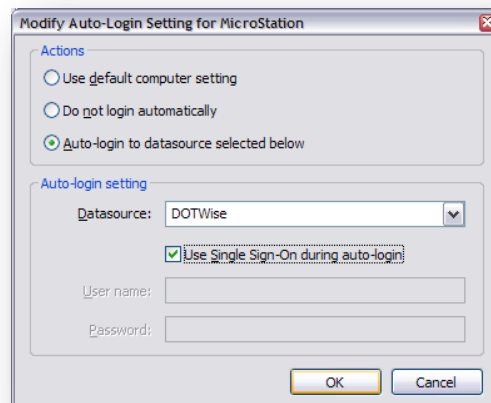 Modify Auto-Login Setting for MicroStation
Actions
Use default computer setting
Do not login automatically
Auto-login to datasource selected below
Auto-login setting
Datasource: DOTWise
Use Single Sign-On during auto-login
User name:
Password:
OK Cancel